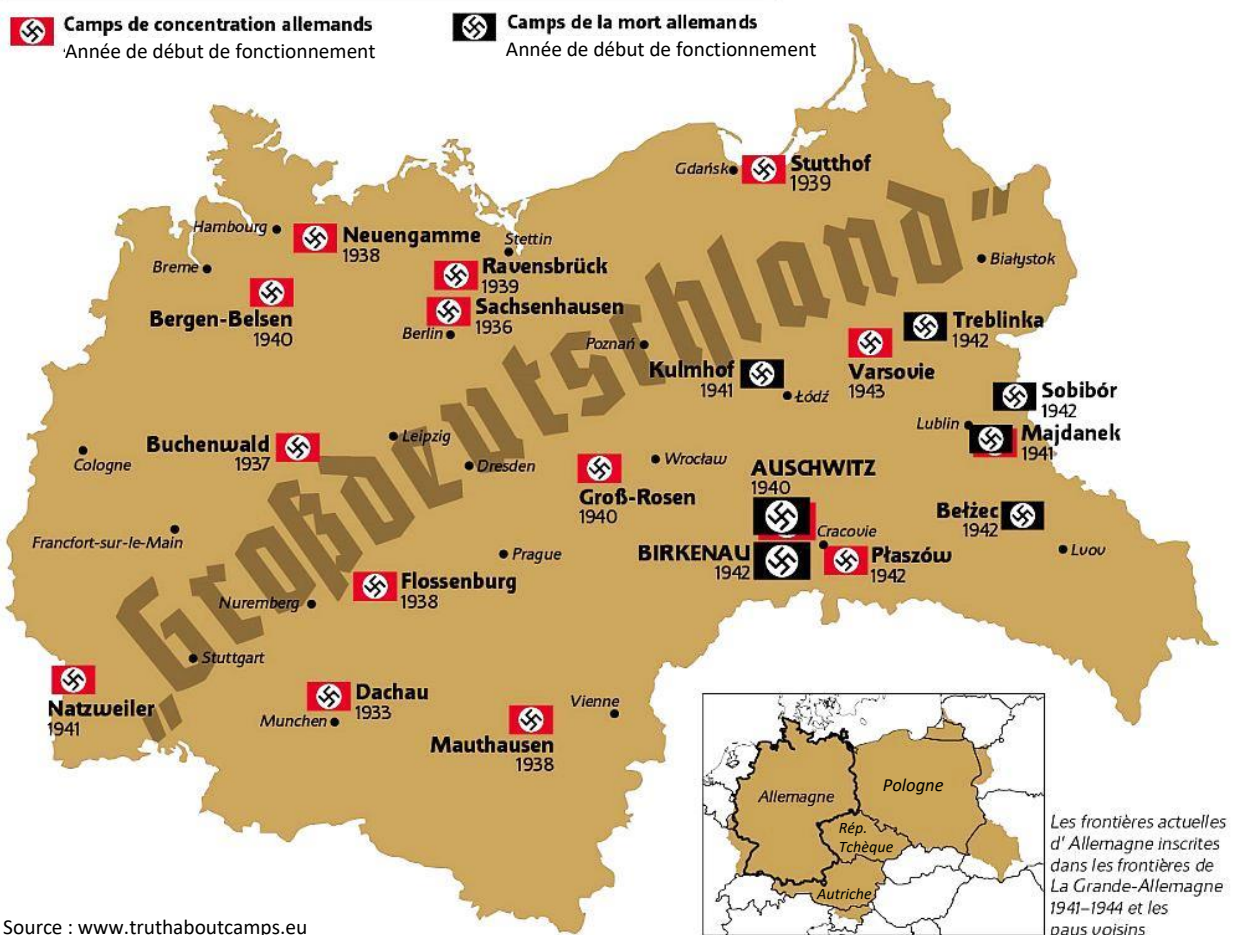 Camps de concentration allemands
Année de début de fonctionnement
Camps de la mort allemands
Année de début de fonctionnement
Gdańsk
Stutthof
1939
Hambourg
Neuengamme
1938
Stettin
Breme
Ravensbrück
1939
Białystok
Bergen-Belsen
1940
Sachsenhausen
1936
Berlin
Treblinka
1942
Poznań
Varsovie
1943
Kulmhof
1941
Łódź
Sobibór
1942
„Großdeutschland”
Lublin
Majdanek
1941
Buchenwald
1937
Leipzig
Cologne
Dresden
Wrocław
AUSCHWITZ
1940
Groß-Rosen
1940
Bełżec
1942
Francfort-sur-le-Main
Cracovie
Prague
BIRKENAU
1942
Płaszów
1942
Lvov
Flossenburg
1938
Nuremberg
Stuttgart
Natzweiler
1941
Dachau
1933
Munchen
Vienne
Mauthausen
1938
Allemagne
Pologne
Rép.
Tchèque
Autriche
Les frontières actuelles
d' Allemagne inscrites
dans les frontières de
La Grande-Allemagne
1941–1944 et les
pays voisins
Source : www.truthaboutcamps.eu